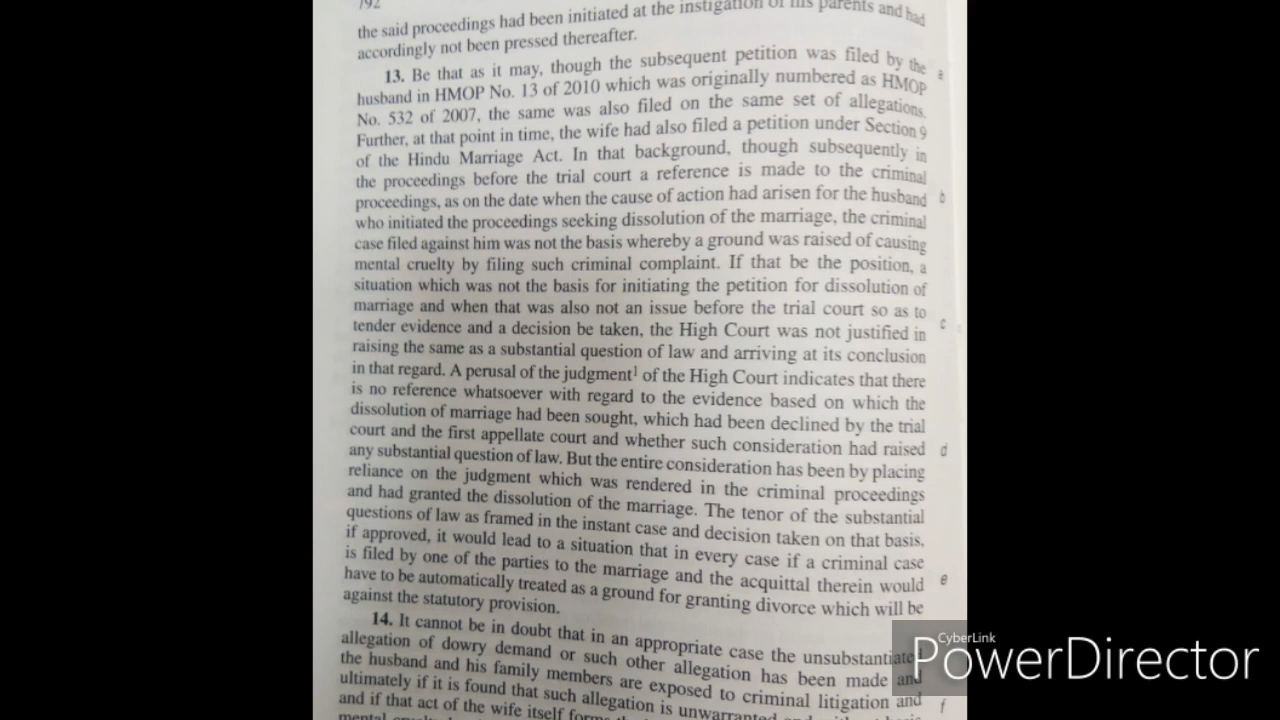 792
the said proceedings had been initiated at the instigation of his parents and had
accordingly not been pressed thereafter.
13. Be that as it may, though the subsequent petition was filed by the
a
husband in HMOP No. 13 of 2010 which was originally numbered as HMOP
No. 532 of 2007, the same was also filed on the same set of allegations.
Further, at that point in time, the wife had also filed a petition under Section 9
of the Hindu Marriage Act. In that background, though subsequently in
the proceedings before the trial court a reference is made to the criminal
proceedings, as on the date when the cause of action had arisen for the husband
b
who initiated the proceedings seeking dissolution of the marriage, the criminal
case filed against him was not the basis whereby a ground was raised of causing
mental cruelty by filing such criminal complaint. If that be the position, a
situation which was not the basis for initiating the petition for dissolution of
marriage and when that was also not an issue before the trial court so as to
c
tender evidence and a decision be taken, the High Court was not justified in
raising the same as a substantial question of law and arriving at its conclusion
in that regard. A perusal of the judgment¹ of the High Court indicates that there
is no reference whatsoever with regard to the evidence based on which the
dissolution of marriage had been sought, which had been declined by the trial
court and the first appellate court and whether such consideration had raised
d
any substantial question of law. But the entire consideration has been by placing
reliance on the judgment which was rendered in the criminal proceedings
and had granted the dissolution of the marriage. The tenor of the substantial
questions of law as framed in the instant case and decision taken on that basis,
if approved, it would lead to a situation that in every case if a criminal case
is filed by one of the parties to the marriage and the acquittal therein would
e
have to be automatically treated as a ground for granting divorce which will be
against the statutory provision.
14. It cannot be in doubt that in an appropriate case the unsubstantiated
allegation of dowry demand or such other allegation has been made and
the husband and his family members are exposed to criminal litigation and
f
ultimately if it is found that such allegation is unwarranted and
and if that act of the wife itself forms
mental
CyberLink
PowerDirector